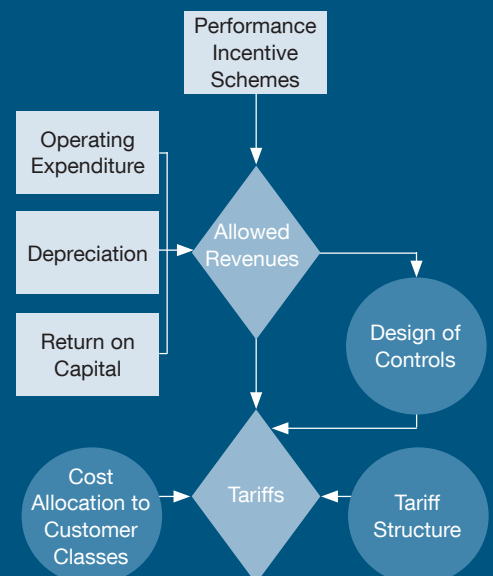 Performance
Incentive
Schemes
Operating
Expenditure
Depreciation
Return on
Capital
Allowed
Revenues
Design of
Controls
Cost
Allocation to
Customer
Classes
Tariffs
Tariff
Structure